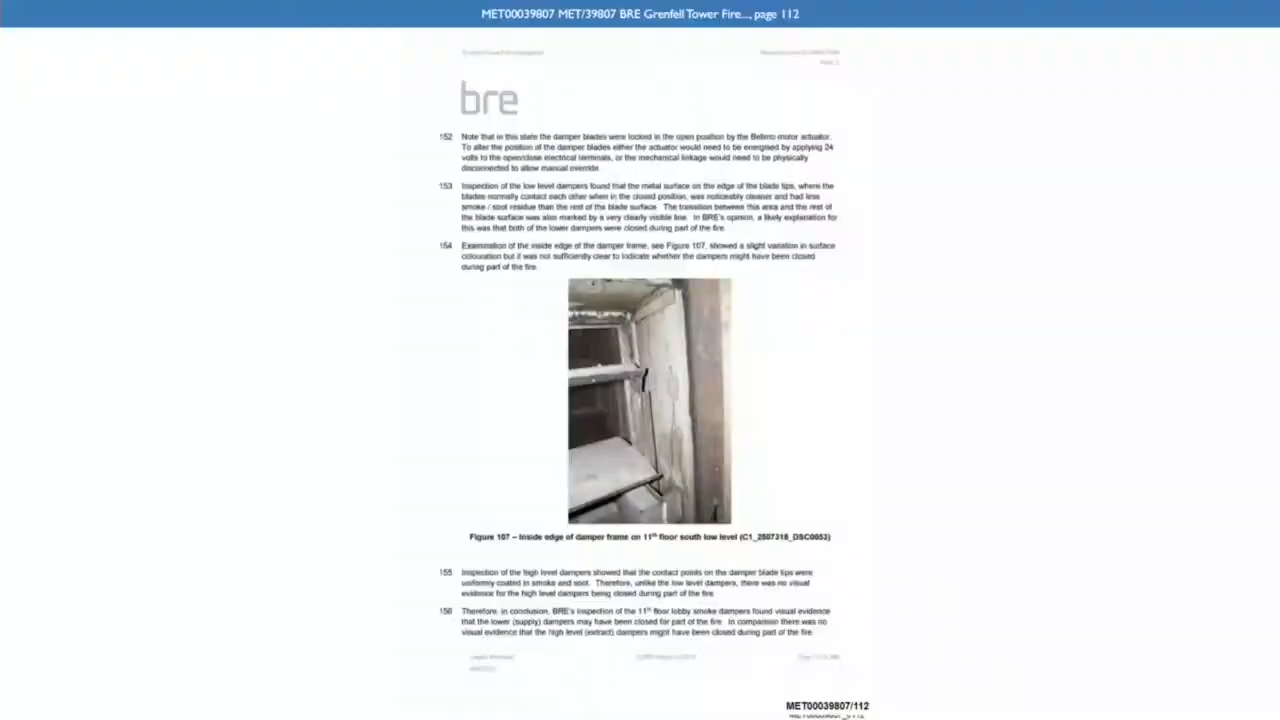 MET00039807 MET/39807 BRE Grenfell Tower Fire..., page 112
bre
152 Note that in this state the damper blades were locked in the open position by the Belimo motor actuator.
To alter the position of the damper blades either the actuator would need to be energised by applying 24
volts to the open/close electrical terminals, or the mechanical linkage would need to be physically
disconnected to allow manual override.
153 Inspection of the low level dampers found that the metal surface on the edge of the blade tips, where the
blades normally contact each other when in the closed position, was noticeably cleaner and had less
smoke / soot residue than the rest of the blade surface. The transition between this area and the rest of
the blade surface was also marked by a very clearly visible line. In BRE's opinion, a likely explanation for
this was that both of the lower dampers were closed during part of the fire.
154 Examination of the inside edge of the damper frame, see Figure 107, showed a slight variation in surface
colouration but it was not sufficiently clear to indicate whether the dampers might have been closed
during part of the fire.
Figure 107 – Inside edge of damper frame on 11th floor south low level (C1_2507318_DSC0053)
155 Inspection of the high level dampers showed that the contact points on the damper blade tips were
uniformly coated in smoke and soot. Therefore, unlike the low level dampers, there was no visual
evidence for the high level dampers being closed during part of the fire.
156 Therefore, in conclusion, BRE's inspection of the 11th floor lobby smoke dampers found visual evidence
that the lower (supply) dampers may have been closed for part of the fire. In comparison there was no
visual evidence that the high level (extract) dampers might have been closed during part of the fire.
MET00039807/112